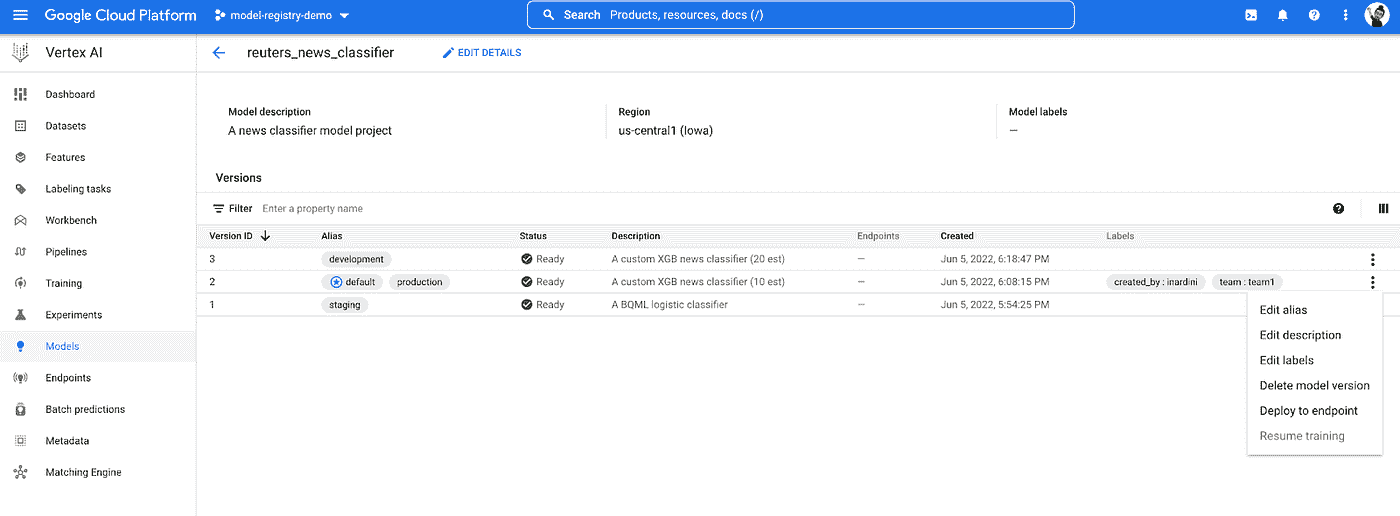 Google Cloud Platform model-registry-demo Search Products, resources, docs (/)
Vertex AI
reuters_news_classifier EDIT DETAILS
Dashboard
Datasets
Features
Labeling tasks
Workbench
Pipelines
Training
Experiments
Models
Endpoints
Batch predictions
Metadata
Matching Engine
Model description Region Model labels
A news classifier model project us-central1 (Iowa) —
Versions
Filter Enter a property name
Version ID Alias Status Description Endpoints Created Labels
3 development Ready A custom XGB news classifier (20 est) — Jun 5, 2022, 6:18:47 PM
2 default production Ready A custom XGB news classifier (10 est) — Jun 5, 2022, 6:08:15 PM created_by : inardini team : team1
1 staging Ready A BQML logistic classifier — Jun 5, 2022, 5:54:25 PM
Edit alias
Edit description
Edit labels
Delete model version
Deploy to endpoint
Resume training